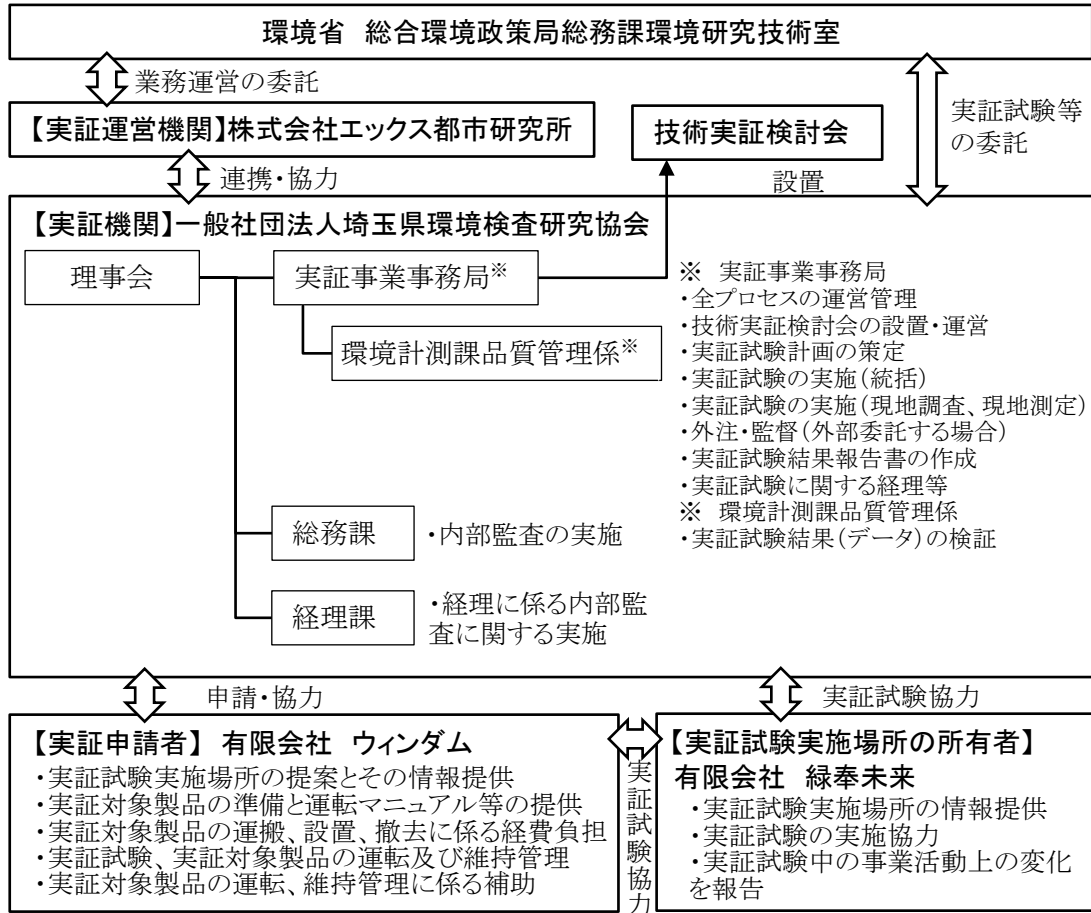 環境省 総合環境政策局総務課環境研究技術室
業務運営の委託
【実証運営機関】株式会社エックス都市研究所
技術実証検討会
実証試験等
の委託
連携・協力
設置
【実証機関】一般社団法人埼玉県環境検査研究協会
理事会
実証事業事務局※
環境計測課品質管理係※
※ 実証事業事務局
・全プロセスの運営管理
・技術実証検討会の設置・運営
・実証試験計画の策定
・実証試験の実施(統括)
・実証試験の実施(現地調査、現地測定)
・外注・監督(外部委託する場合)
・実証試験結果報告書の作成
・実証試験に関する経理等
※ 環境計測課品質管理係
・実証試験結果(データ)の検証
総務課
・内部監査の実施
経理課
・経理に係る内部監
査に関する実施
申請・協力
実証試験協力
【実証申請者】 有限会社 ウィンダム
・実証試験実施場所の提案とその情報提供
・実証対象製品の準備と運転マニュアル等の提供
・実証対象製品の運搬、設置、撤去に係る経費負担
・実証試験、実証対象製品の運転及び維持管理
・実証対象製品の運転、維持管理に係る補助
実証試験協力
【実証試験実施場所の所有者】
有限会社 緑奉未来
・実証試験実施場所の情報提供
・実証試験の実施協力
・実証試験中の事業活動上の変化
を報告